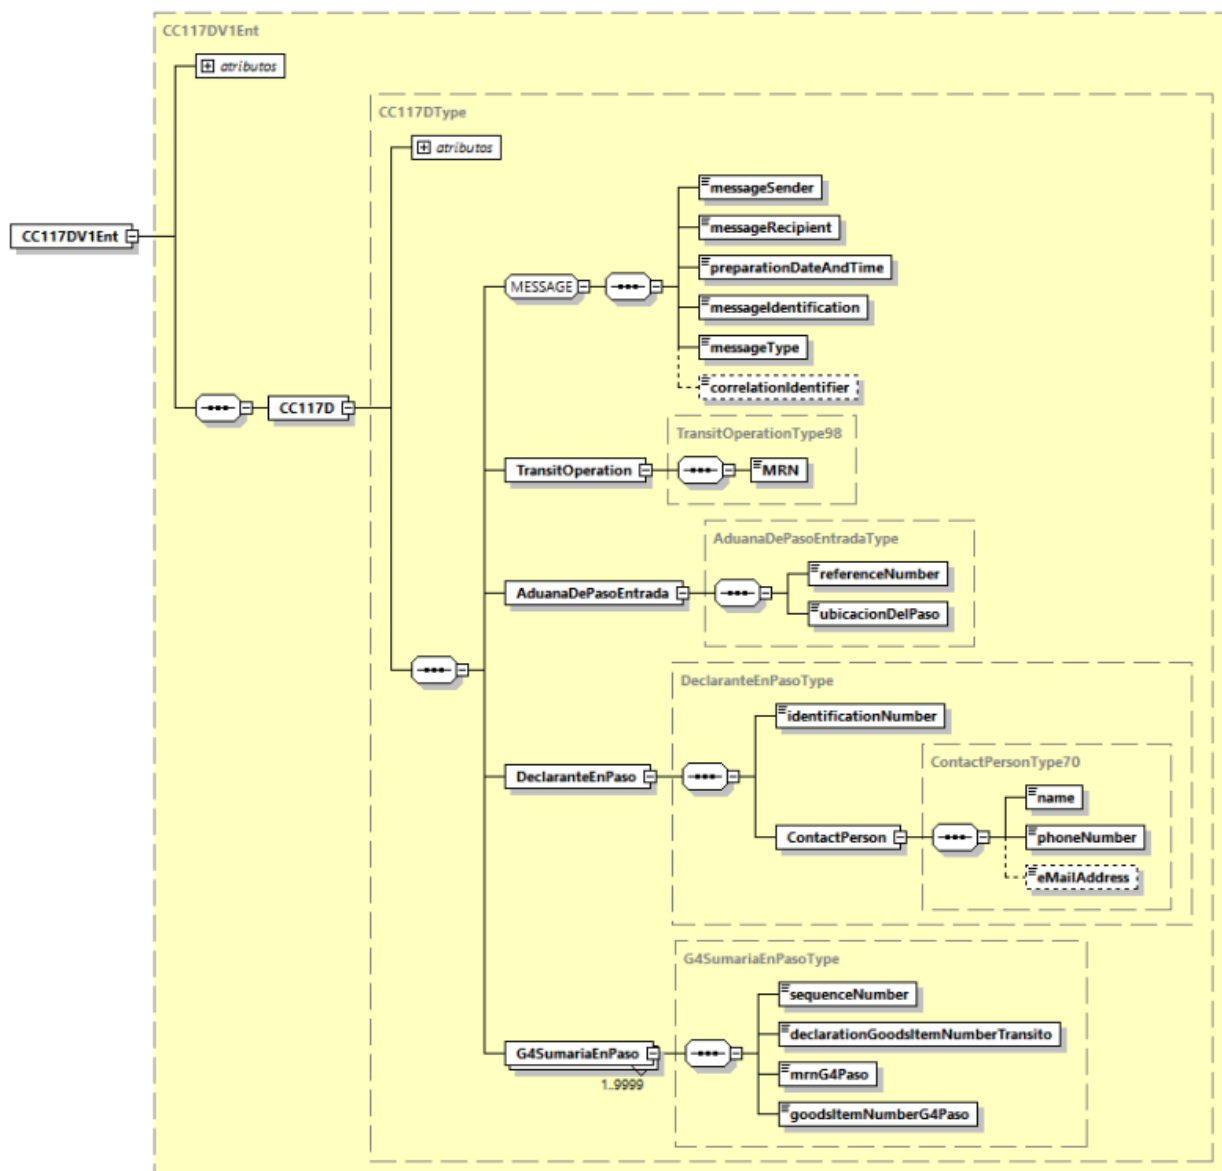 CC117DV1Ent
atributos
CC117DType
atributos
messageSender
messageRecipient
CC117DV1Ent
preparationDateAndTime
MESSAGE
messageIdentification
messageType
correlationIdentifier
CC117D
TransitOperationType98
TransitOperation
MRN
AduanaDePasoEntradaType
referenceNumber
AduanaDePasoEntrada
ubicacionDelPaso
DeclaranteEnPasoType
identificationNumber
ContactPersonType70
DeclaranteEnPaso
name
ContactPerson
phoneNumber
eMailAddress
G4SumariaEnPasoType
sequenceNumber
declarationGoodsItemNumberTransito
G4SumariaEnPaso
1..9999
mrnG4Paso
goodsItemNumberG4Paso